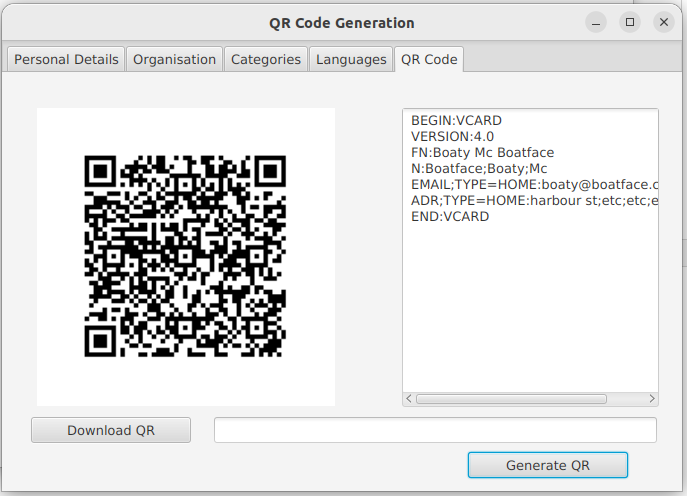 QR Code Generation
Personal Details
Organisation
Categories
Languages
QR Code
BEGIN:VCARD
VERSION:4.0
FN:Boaty Mc Boatface
N:Boatface;Boaty;Mc
EMAIL;TYPE=HOME:boaty@boatface.c
ADR;TYPE=HOME:harbour st;etc;etc;e
END:VCARD
Download QR
Generate QR